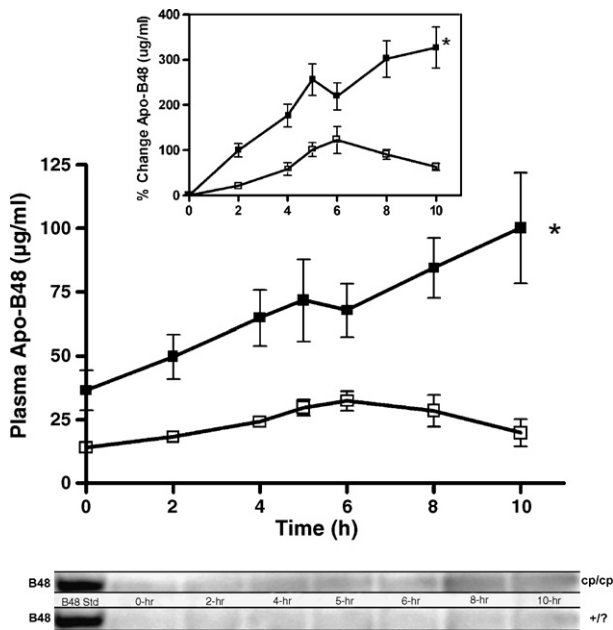 400
300
200
100
0
% Change Apo-B48 (ug/ml)
*
0 2 4 6 8 10
125
100
75
50
25
0
Plasma Apo-B48 (µg/ml)
*
0 2 4 6 8 10
Time (h)
B48 cp/cp
B48 Std 0-hr 2-hr 4-hr 5-hr 6-hr 8-hr 10-hr
B48 +/?